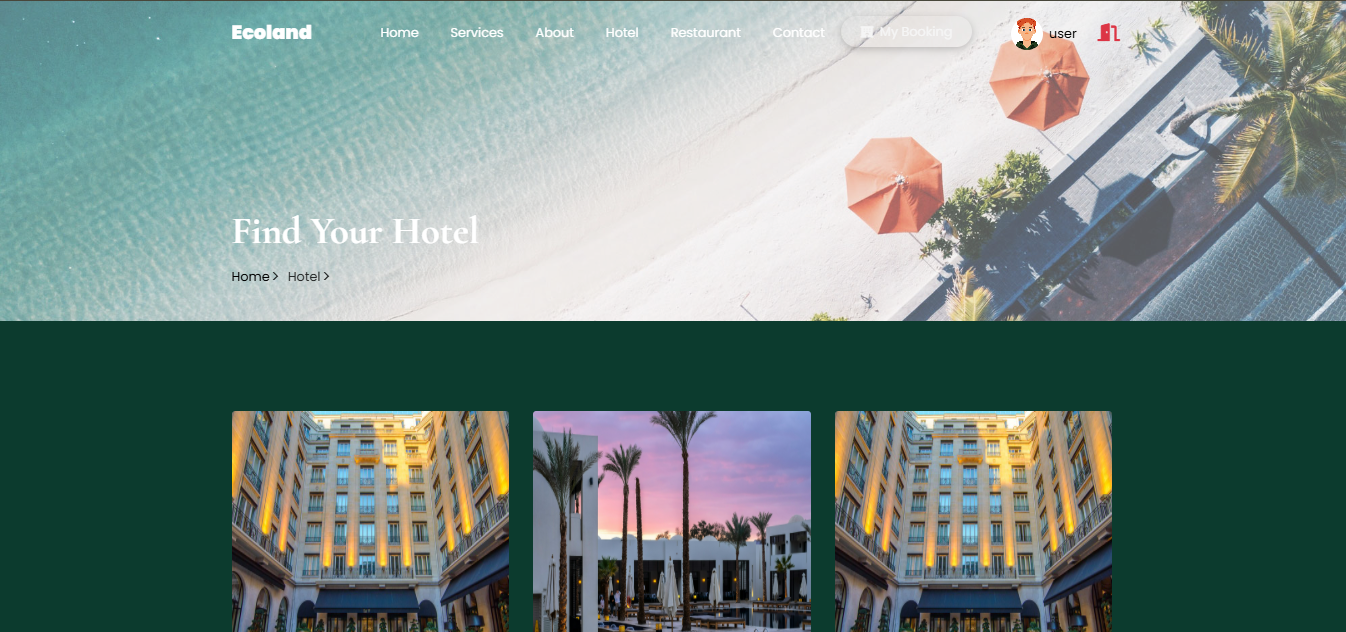 Ecoland Home Services About Hotel Restaurant Contact My Booking user
Find Your Hotel
Home > Hotel >